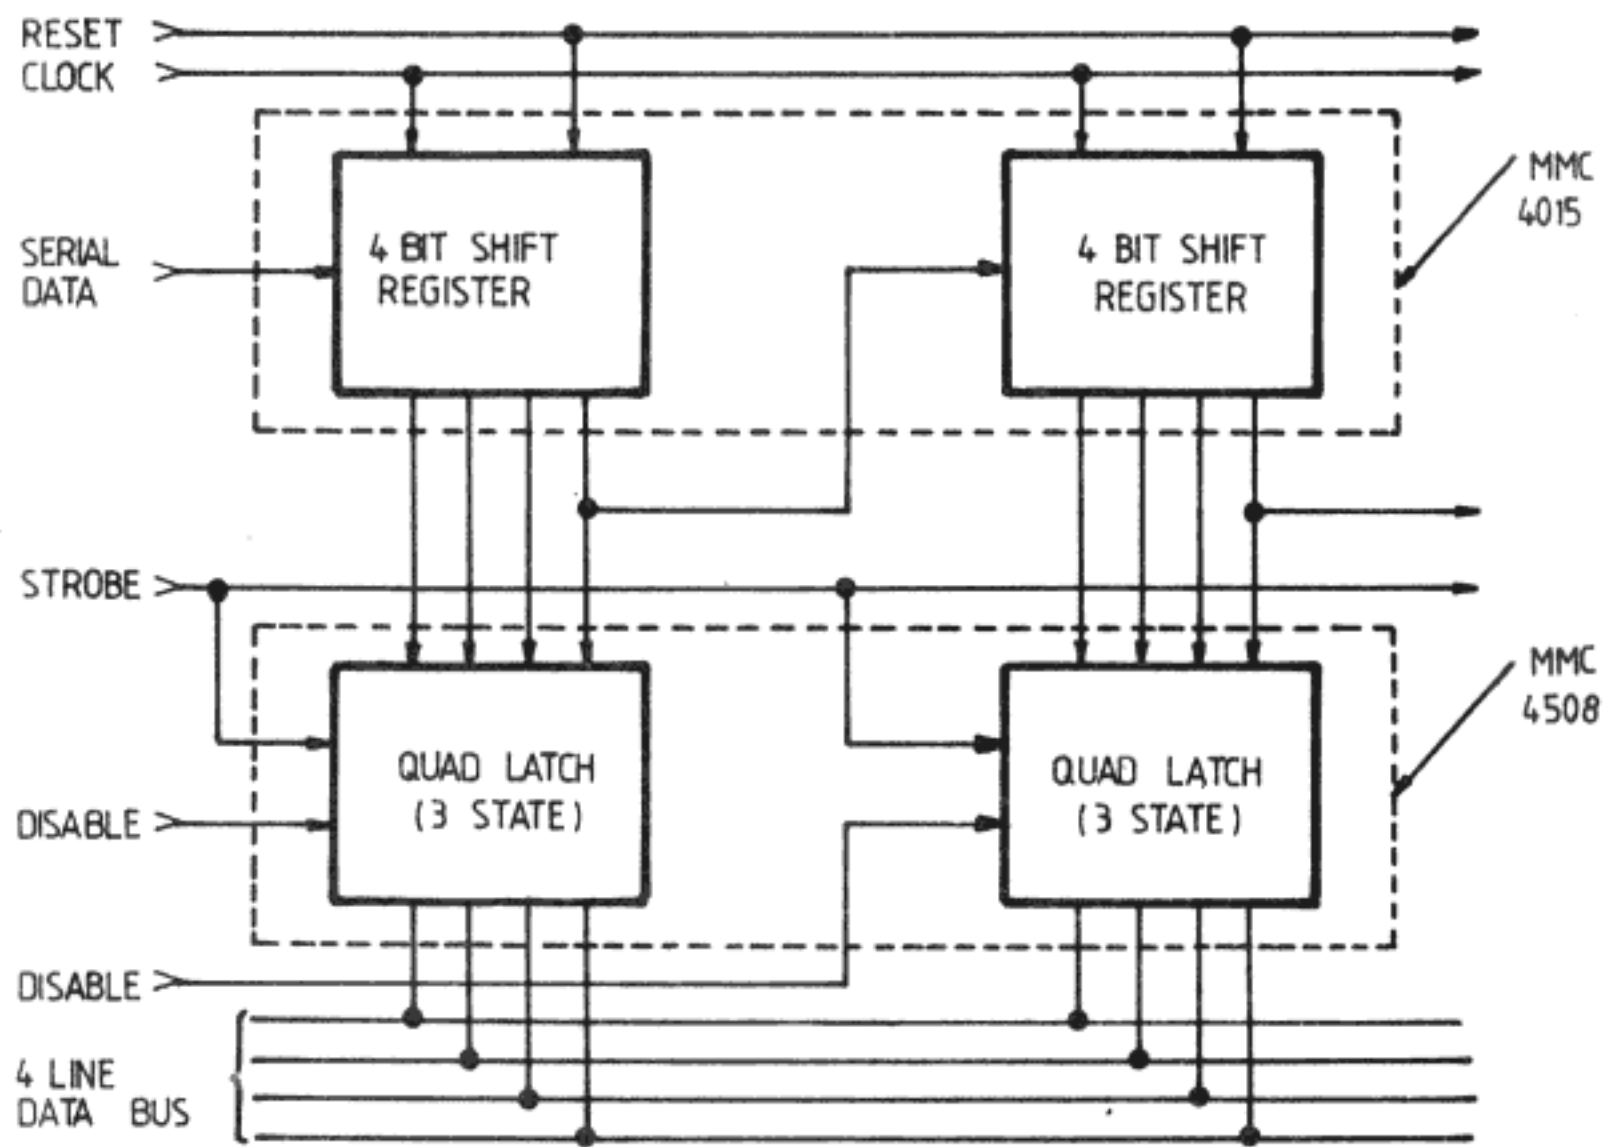 RESET
CLOCK
MMC
4015
SERIAL
DATA
4 BIT SHIFT
REGISTER
4 BIT SHIFT
REGISTER
STROBE
MMC
4508
QUAD LATCH
(3 STATE)
QUAD LATCH
(3 STATE)
DISABLE
DISABLE
4 LINE
DATA BUS